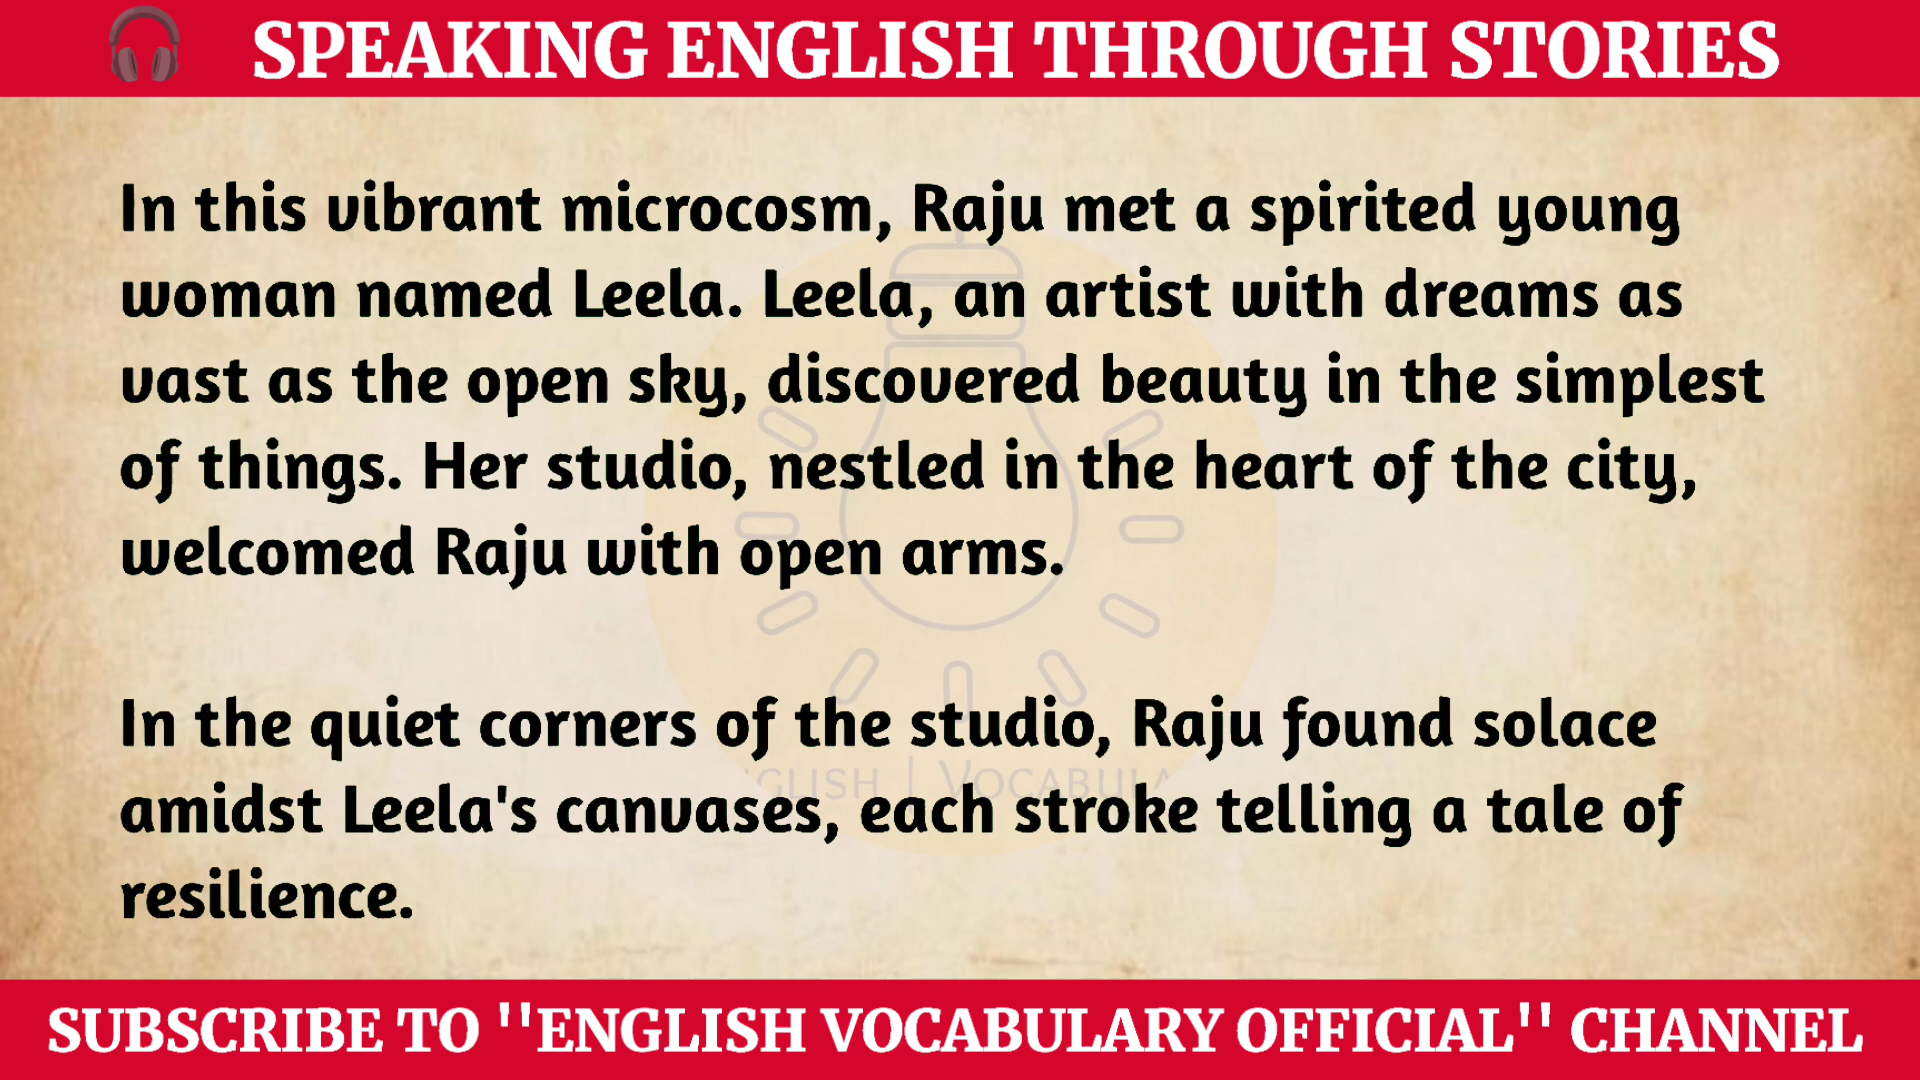 SPEAKING ENGLISH THROUGH STORIES
In this vibrant microcosm, Raju met a spirited young
woman named Leela. Leela, an artist with dreams as
vast as the open sky, discovered beauty in the simplest
of things. Her studio, nestled in the heart of the city,
welcomed Raju with open arms.
In the quiet corners of the studio, Raju found solace
amidst Leela's canvases, each stroke telling a tale of
resilience.
SUBSCRIBE TO "ENGLISH VOCABULARY OFFICIAL" CHANNEL